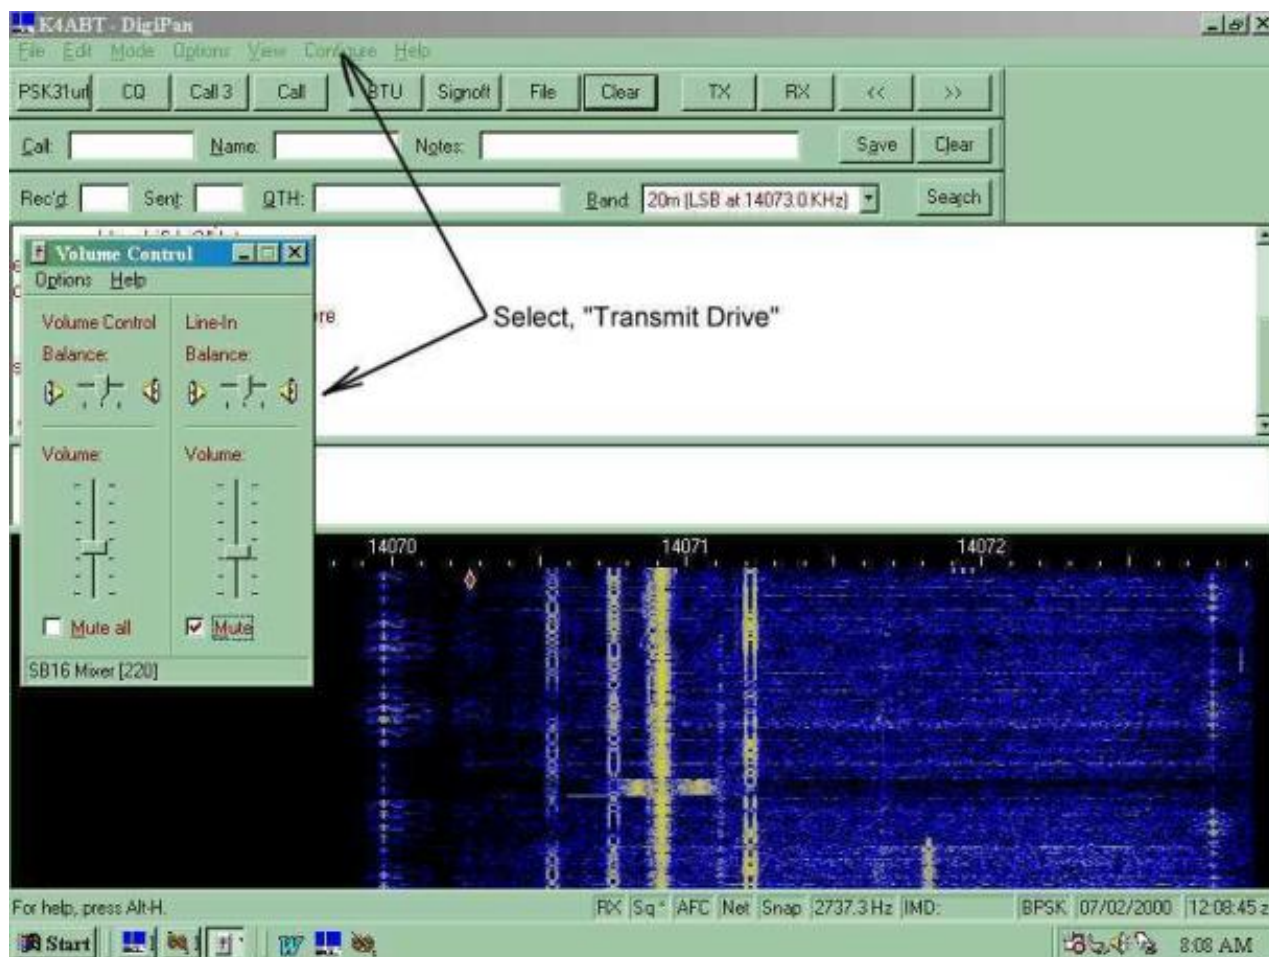 K4ABT - DigiPan
File Edit Mode Options View Configure Help
PSK31url CQ Call 3 Call BTU Signoff File Clear TX RX << >>
Call: Name: Notes: Save Clear
Rec'd: Sent: QTH: Band: 20m (LSB at 14073.0 KHz) Search
Volume Control
Options Help
Volume Control Line-In
re
Select, "Transmit Drive"
Balance: Balance:
Volume: Volume:
14070 14071 14072
Mute all Mute
SB16 Mixer [220]
For help, press Alt-H. RX Sq* AFC Net Snap 2737.3 Hz IMD: BPSK 07/02/2000 12:08:45 z
Start W 8:08 AM